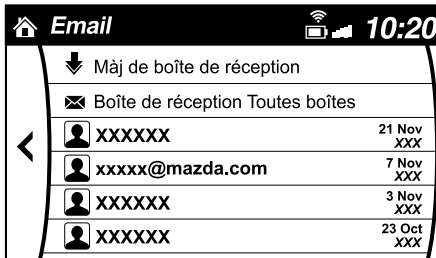 Email 10:20
Màj de boîte de réception
Boîte de réception Toutes boîtes
XXXXXX 21 Nov
XXX
xxxxx@mazda.com 7 Nov
XXX
XXXXXX 3 Nov
XXX
XXXXXX 23 Oct
XXX